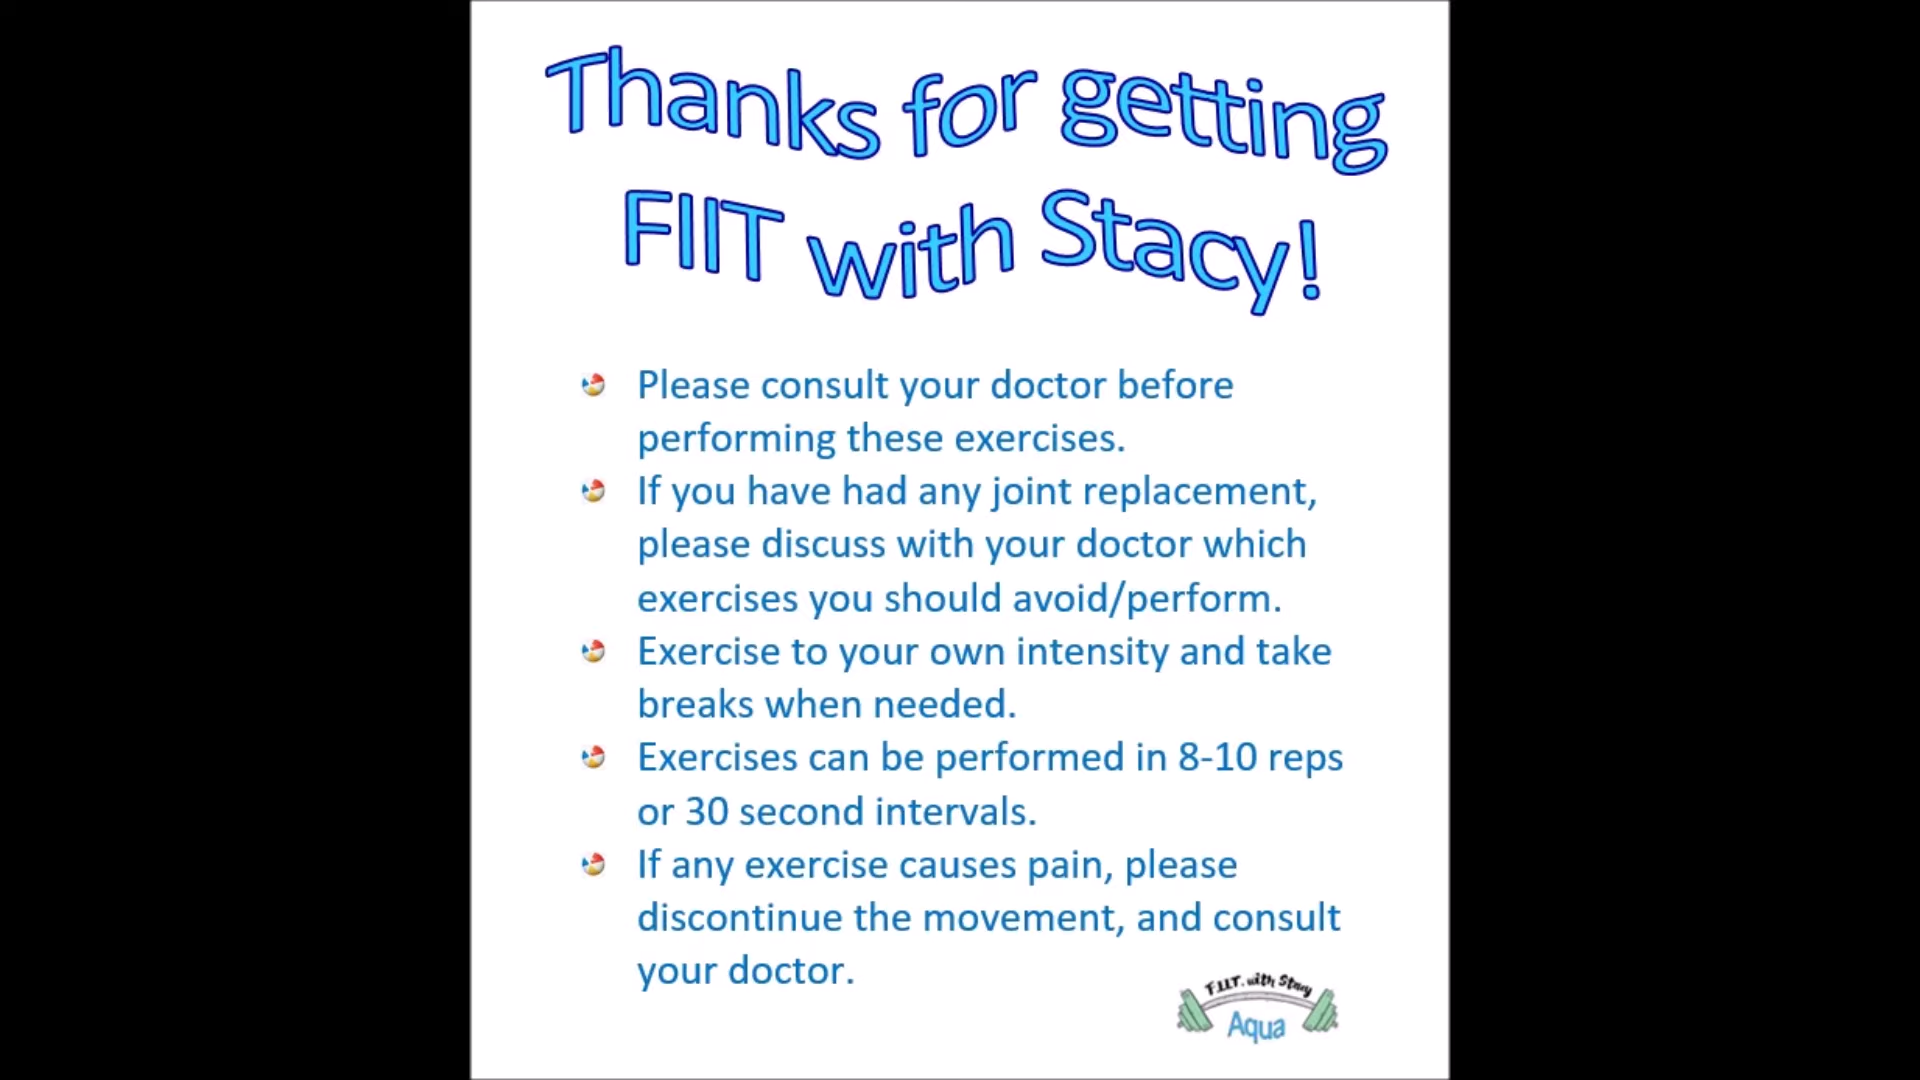 Thanks for getting
FIIT with Stacy!
Please consult your doctor before
performing these exercises.
If you have had any joint replacement,
please discuss with your doctor which
exercises you should avoid/perform.
Exercise to your own intensity and take
breaks when needed.
Exercises can be performed in 8-10 reps
or 30 second intervals.
If any exercise causes pain, please
discontinue the movement, and consult
your doctor.
F.I.I.T. with Stacy
Aqua